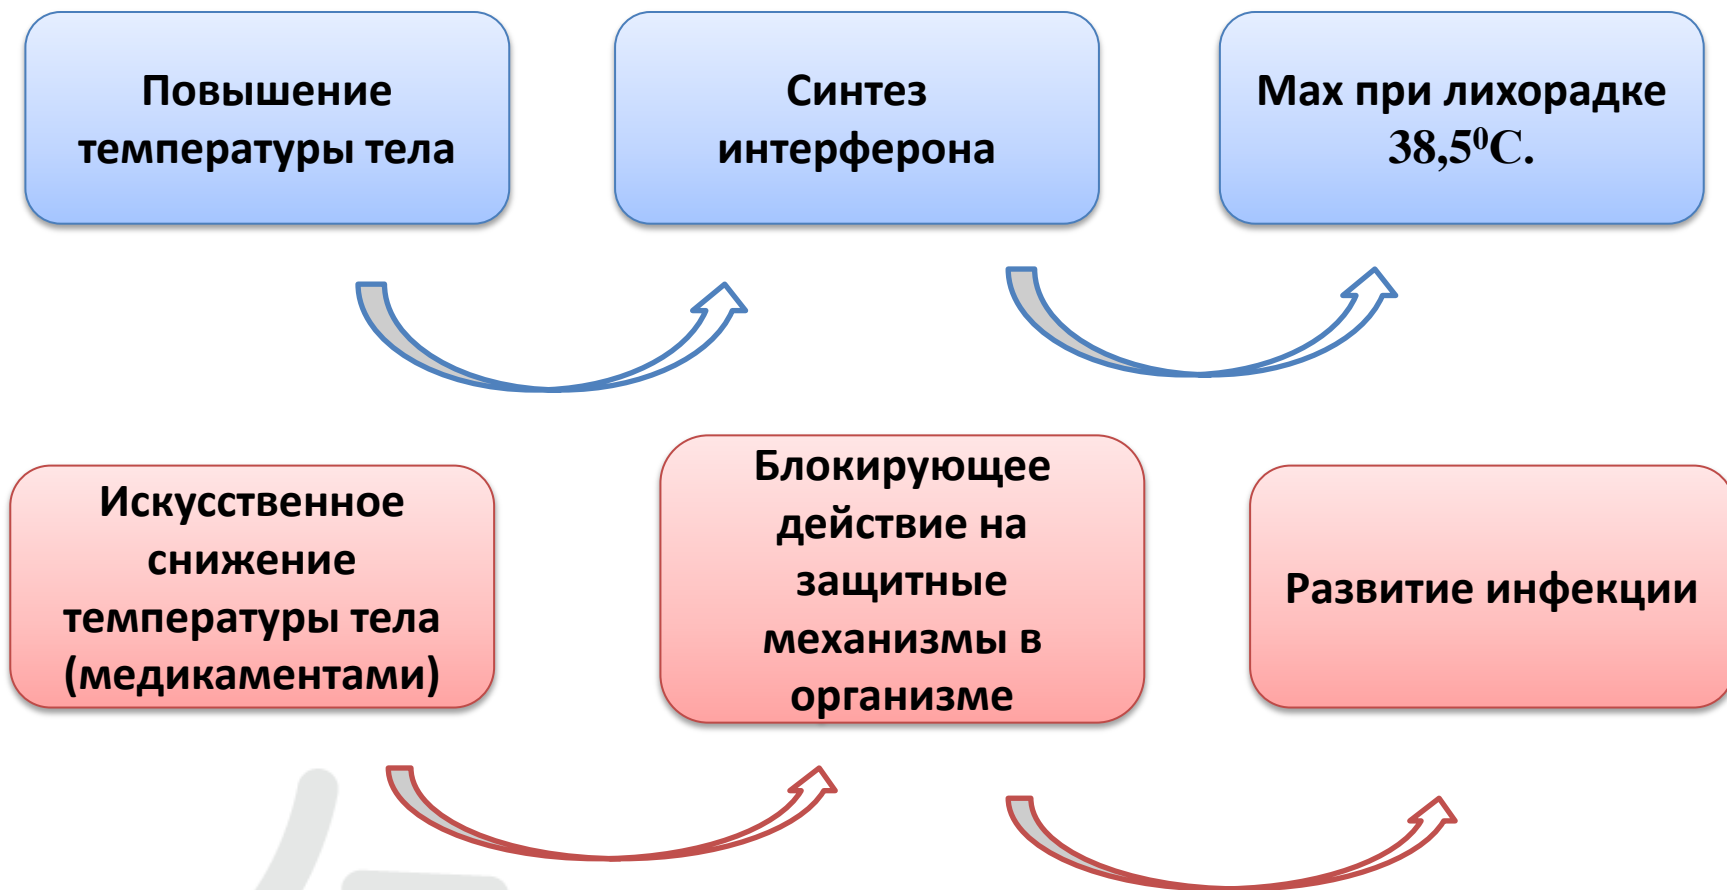 Повышение
температуры тела
Синтез
интерферона
Мах при лихорадке
38,5⁰С.
Искусственное
снижение
температуры тела
(медикаментами)
Блокирующее
действие на
защитные
механизмы в
организме
Развитие инфекции